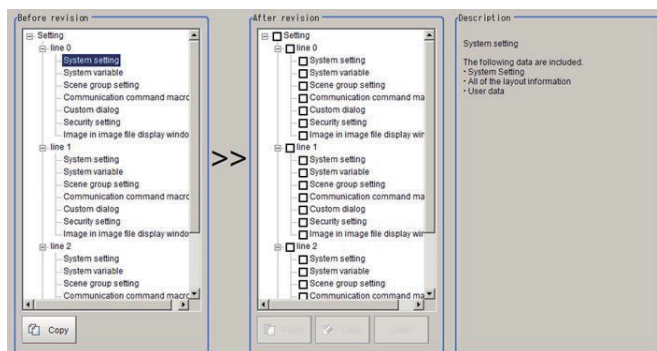 Before revision
Setting
line 0
System setting
System variable
Scene group setting
Communication command macro
Custom dialog
Security setting
Image in image file display windo
line 1
System setting
System variable
Scene group setting
Communication command macro
Custom dialog
Security setting
Image in image file display windo
line 2
System setting
System variable
Scene group setting
Communication command macro
Copy
>>
After revision
Setting
line 0
System setting
System variable
Scene group setting
Communication command ma
Custom dialog
Security setting
Image in image file display wir
line 1
System setting
System variable
Scene group setting
Communication command ma
Custom dialog
Security setting
Image in image file display wir
line 2
System setting
System variable
Scene group setting
Communication command ma
Description
System setting
The following data are included.
・System Setting
・All of the layout information
・User data